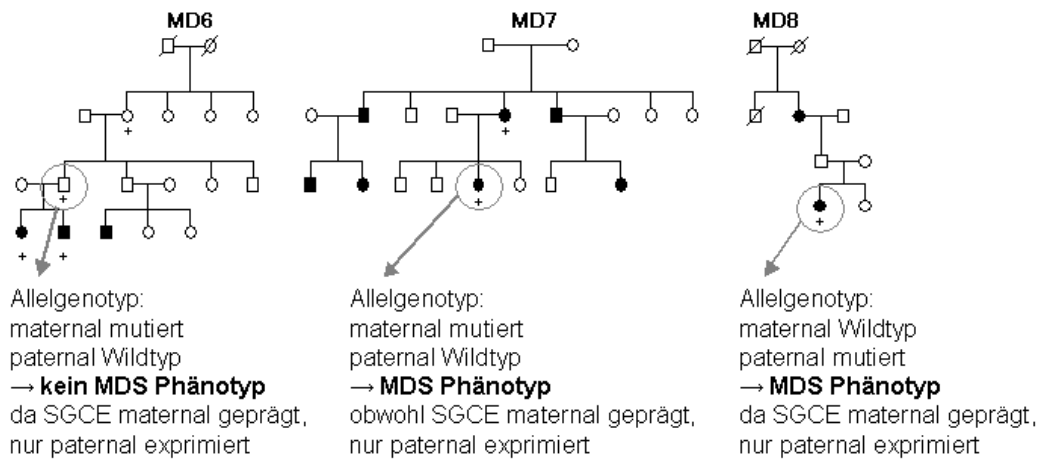 MD6 MD7 MD8
+ +
+ + +
+ +
Allelgenotyp:
maternal mutiert
paternal Wildtyp
→ kein MDS Phänotyp
da SGCE maternal geprägt,
nur paternal exprimiert
Allelgenotyp:
maternal mutiert
paternal Wildtyp
→ MDS Phänotyp
obwohl SGCE maternal geprägt,
nur paternal exprimiert
Allelgenotyp:
maternal Wildtyp
paternal mutiert
→ MDS Phänotyp
da SGCE maternal geprägt,
nur paternal exprimiert